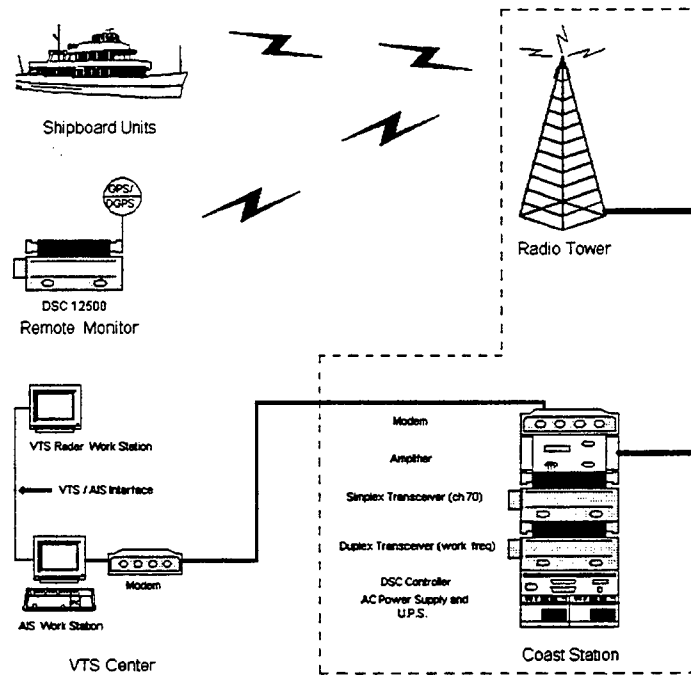 Shipboard Units
GPS/
DGPS
DSC 12500
Remote Monitor
Radio Tower
VTS Radar Work Station
VTS / AIS Interface
AIS Work Station
Modem
VTS Center
Modem
Amplifier
Simplex Transceiver (ch 70)
Duplex Transceiver (work freq)
DSC Controller
AC Power Supply and
U.P.S.
Coast Station